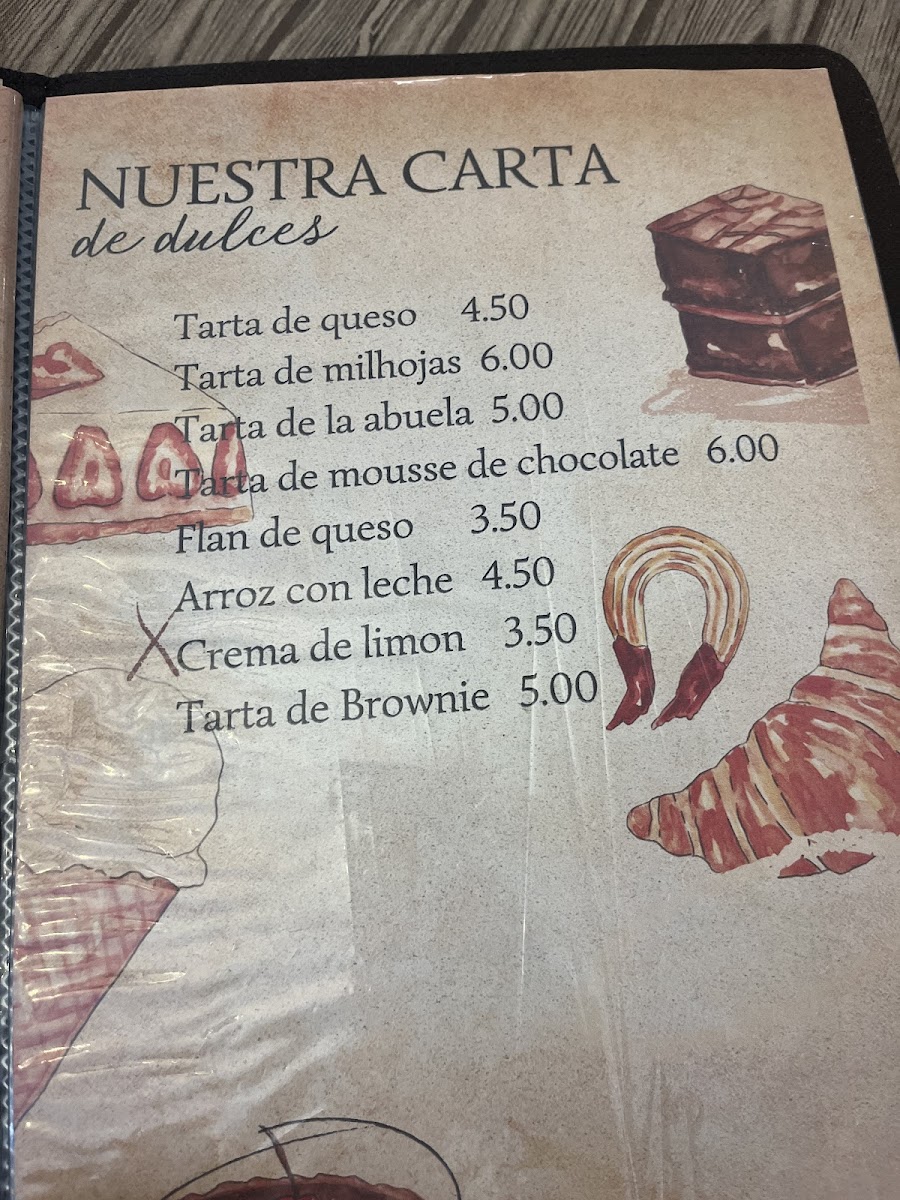 NUESTRA CARTA
de dulces
Tarta de queso 4.50
Tarta de milhojas 6.00
Tarta de la abuela 5.00
Tarta de mousse de chocolate 6.00
Flan de queso 3.50
Arroz con leche 4.50
X Crema de limon 3.50
Tarta de Brownie 5.00